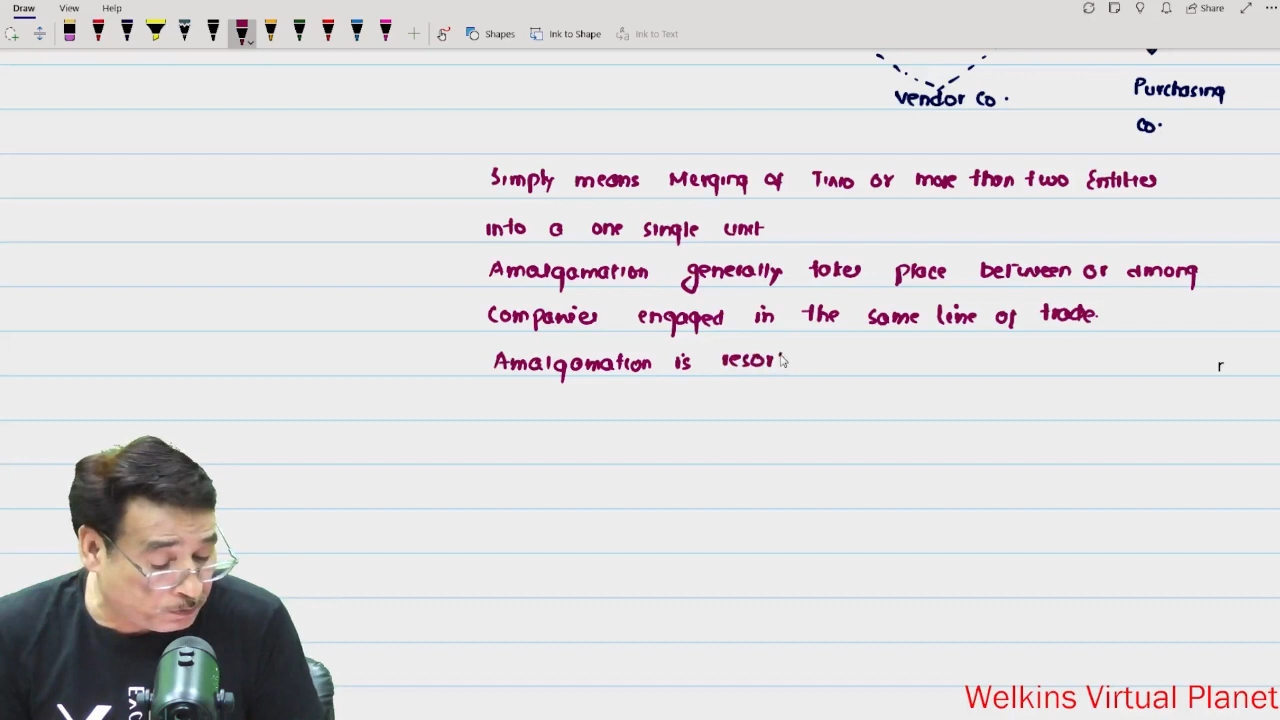 Draw View Help
Share
Shapes Ink to Shape Ink to Text
vendor Co.
Purchasing
Co.
Simply means Merging of Two or more than two Entities
into a one single unit
Amalgamation generally takes place between or among
Companies engaged in the same line of trade.
Amalgamation is resort
r
Welkins Virtual Planet